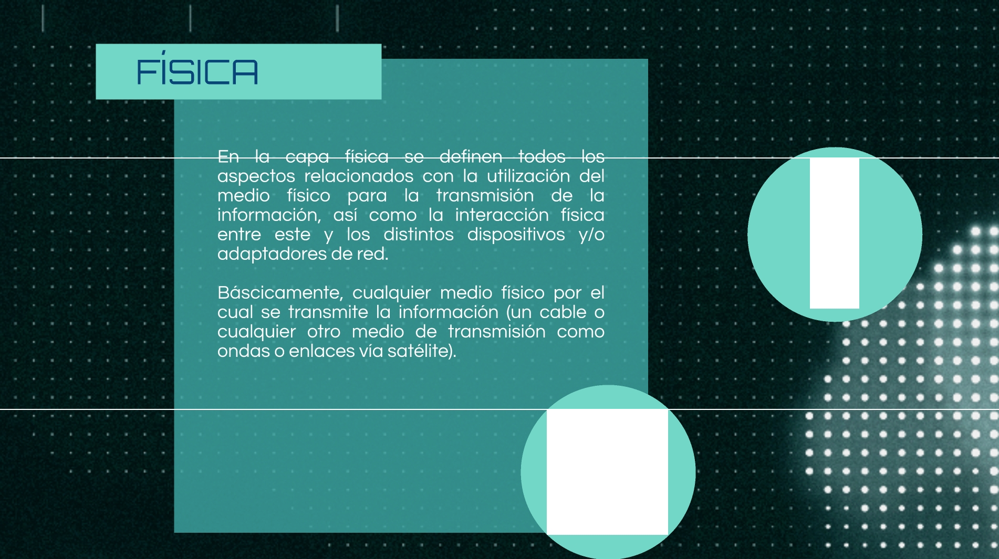 FÍSICA
En la capa física se definen todos los
aspectos relacionados con la utilización del
medio físico para la transmisión de la
información, así como la interacción física
entre este y los distintos dispositivos y/o
adaptadores de red.
Báscicamente, cualquier medio físico por el
cual se transmite la información (un cable o
cualquier otro medio de transmisión como
ondas o enlaces vía satélite).